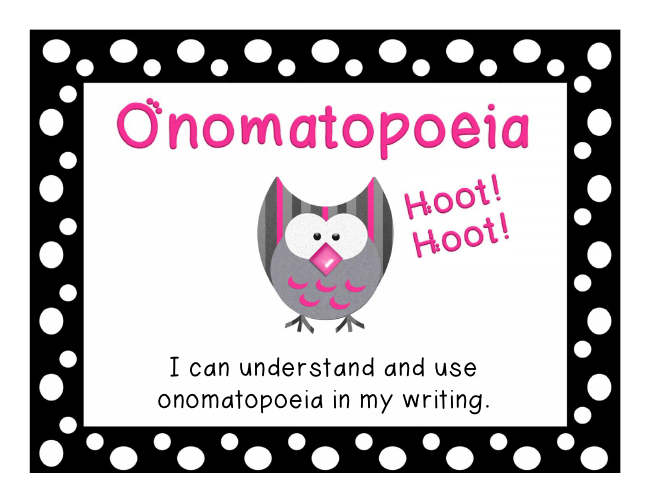 Onomatopoeia
Hoot!
Hoot!
I can understand and use
onomatopoeia in my writing.